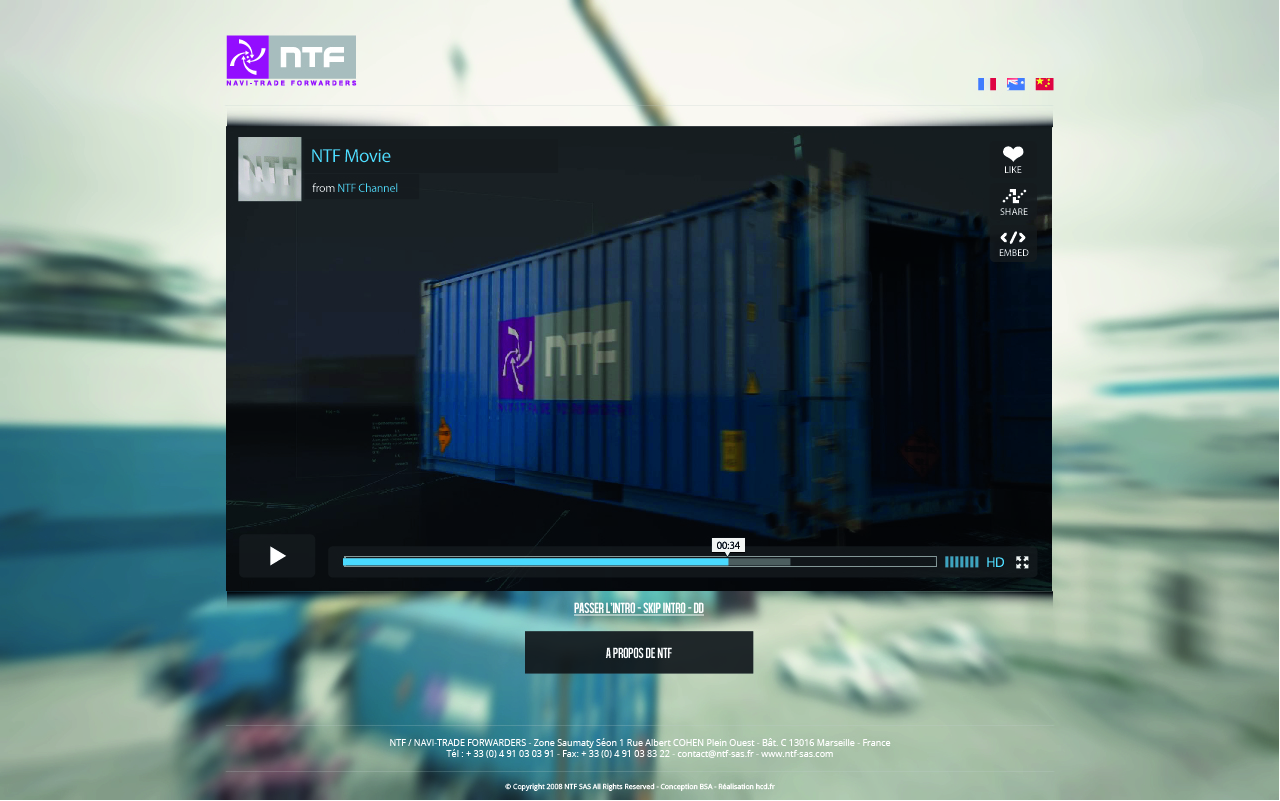 NTF
NAVI-TRADE FORWARDERS
NTF
NTF Movie
from NTF Channel
LIKE
SHARE
EMBED
NTF
NAVI-TRADE FORWARDERS
00:34
HD
PASSER L'INTRO - SKIP INTRO - DD
A PROPOS DE NTF
NTF / NAVI-TRADE FORWARDERS - Zone Saumaty Séon 1 Rue Albert COHEN Plein Ouest - Bât. C 13016 Marseille - France
Tél : + 33 (0) 4 91 03 03 91 - Fax: + 33 (0) 4 91 03 83 22 - contact@ntf-sas.fr - www.ntf-sas.com
© Copyright 2008 NTF SAS All Rights Reserved - Conception BSA - Réalisation hcd.fr